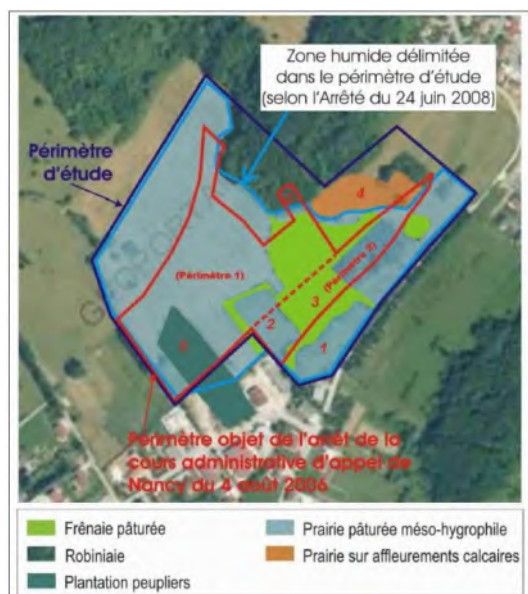 Zone humide délimitée
dans le périmètre d'étude
(selon l'Arrêté du 24 juin 2008)
Périmètre
d'étude
4
(Périmètre 1)
(Périmètre 2)
3
2
1
Périmètre objet de l'arrêt de la
cours administrative d'appel de
Nancy du 4 août 2006
Frênaie pâturée
Prairie pâturée méso-hygrophile
Robiniaie
Prairie sur affleurements calcaires
Plantation peupliers